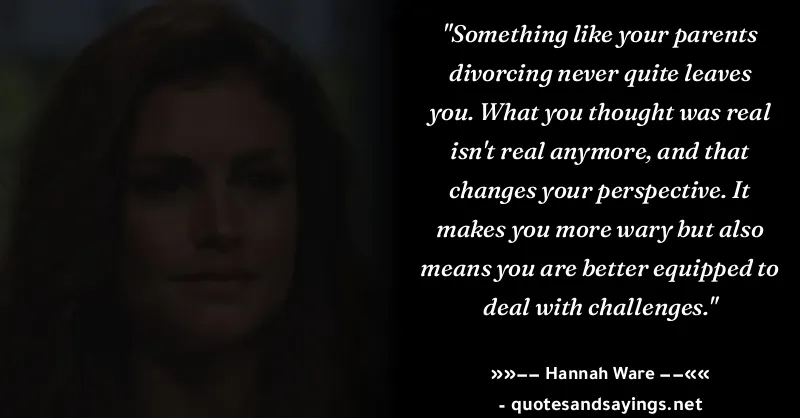 "Something like your parents
divorcing never quite leaves
you. What you thought was real
isn't real anymore, and that
changes your perspective. It
makes you more wary but also
means you are better equipped to
deal with challenges."
»»−− Hannah Ware −−««
- quotesandsayings.net